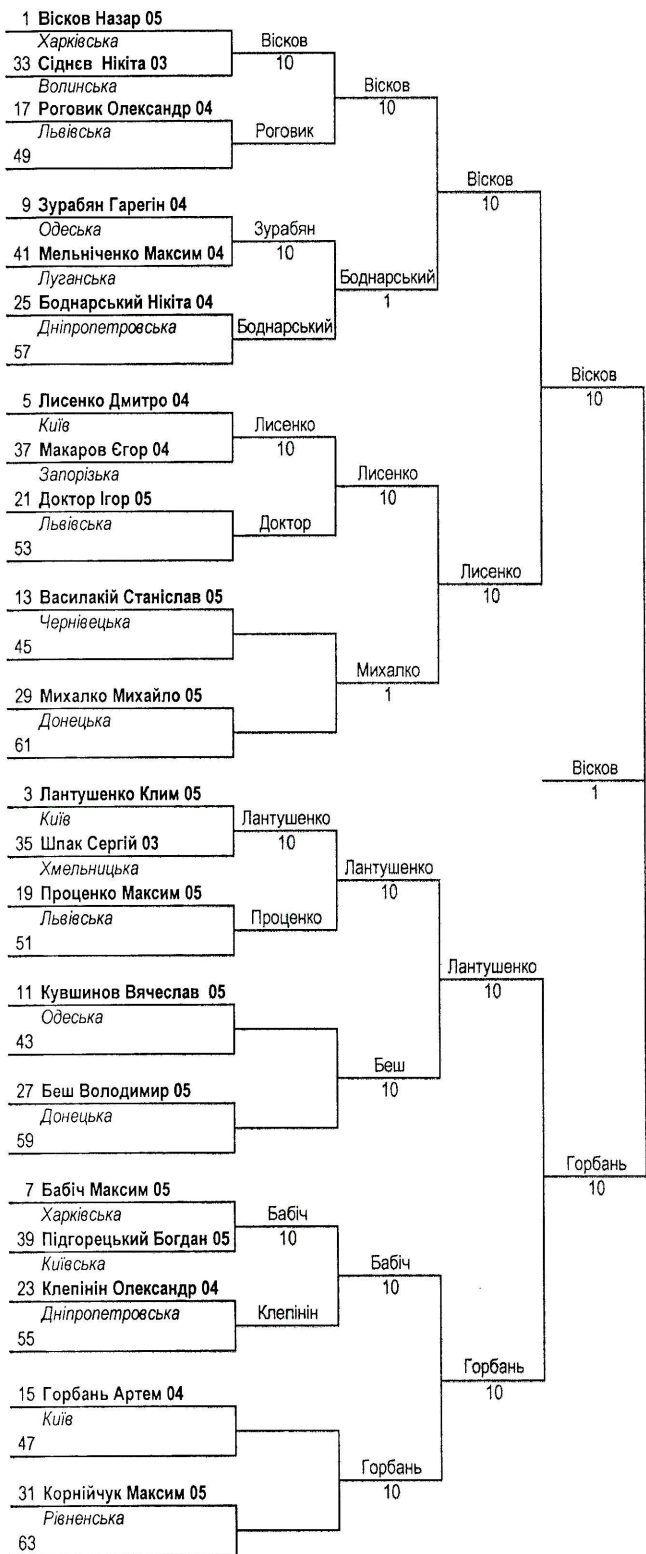 1 Вісков Назар 05
Харківська
33 Сіднєв Нікіта 03
Волинська
17 Роговик Олександр 04
Львівська
49
9 Зурабян Гарегін 04
Одеська
41 Мельніченко Максим 04
Луганська
25 Боднарський Нікіта 04
Дніпропетровська
57
5 Лисенко Дмитро 04
Київ
37 Макаров Єгор 04
Запорізька
21 Доктор Ігор 05
Львівська
53
13 Василакій Станіслав 05
Чернівецька
45
29 Михалко Михайло 05
Донецька
61
3 Лантушенко Клим 05
Київ
35 Шпак Сергій 03
Хмельницька
19 Проценко Максим 05
Львівська
51
11 Кувшинов Вячеслав 05
Одеська
43
27 Беш Володимир 05
Донецька
59
7 Бабіч Максим 05
Харківська
39 Підгорецький Богдан 05
Київська
23 Клепінін Олександр 04
Дніпропетровська
55
15 Горбань Артем 04
Київ
47
31 Корнійчук Максим 05
Рівненська
63
Вісков
10
Роговик
Зурабян
10
Боднарський
Лисенко
10
Доктор
Лантушенко
10
Проценко
Бабіч
10
Клепінін
Вісков
10
Боднарський
1
Лисенко
10
Михалко
1
Лантушенко
10
Беш
10
Бабіч
10
Горбань
10
Вісков
10
Лисенко
10
Лантушенко
10
Горбань
10
Вісков
10
Горбань
10
Вісков
1